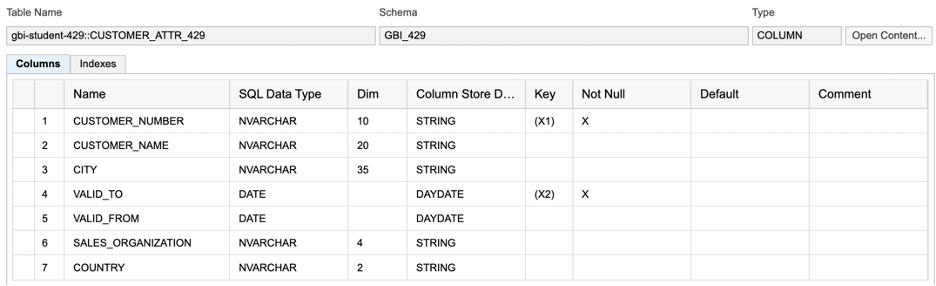 Table Name Schema Type
gbi-student-429::CUSTOMER_ATTR_429 GBI_429 COLUMN Open Content...
Columns Indexes
Name SQL Data Type Dim Column Store D... Key Not Null Default Comment
1 CUSTOMER_NUMBER NVARCHAR 10 STRING (X1) X
2 CUSTOMER_NAME NVARCHAR 20 STRING
3 CITY NVARCHAR 35 STRING
4 VALID_TO DATE DAYDATE (X2) X
5 VALID_FROM DATE DAYDATE
6 SALES_ORGANIZATION NVARCHAR 4 STRING
7 COUNTRY NVARCHAR 2 STRING